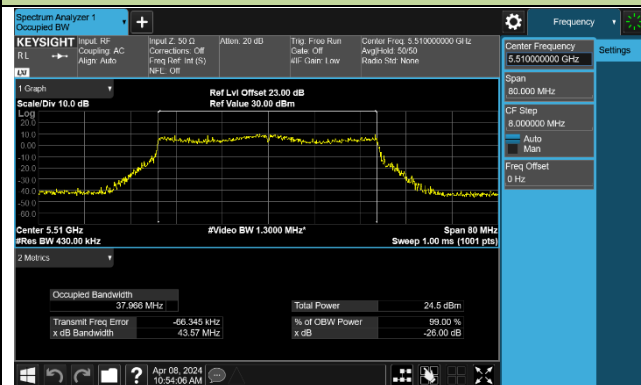 Spectrum Analyzer 1
Occupied BW
+
Frequency
KEYSIGHT
RL
LXI
Input: RF
Coupling: AC
Align: Auto
Input Z: 50 Ω
Corrections: Off
Freq Ref: Int (S)
NFE: Off
Atten: 20 dB
Trig: Free Run
Gate: Off
#IF Gain: Low
Center Freq: 5.510000000 GHz
Avg|Hold: 50/50
Radio Std: None
Center Frequency
5.510000000 GHz
Settings
Span
80.000 MHz
CF Step
8.000000 MHz
Auto
Man
Freq Offset
0 Hz
1 Graph
Scale/Div 10.0 dB
Ref Lvl Offset 23.00 dB
Ref Value 30.00 dBm
Log
20.0
10.0
0.00
-10.0
-20.0
-30.0
-40.0
-50.0
-60.0
Center 5.51 GHz
#Video BW 1.3000 MHz*
Span 80 MHz
#Res BW 430.00 kHz
Sweep 1.00 ms (1001 pts)
2 Metrics
Occupied Bandwidth
37.966 MHz
Total Power 24.5 dBm
Transmit Freq Error -66.345 kHz
% of OBW Power 99.00 %
x dB Bandwidth 43.57 MHz
x dB -26.00 dB
?
Apr 08, 2024
10:54:06 AM